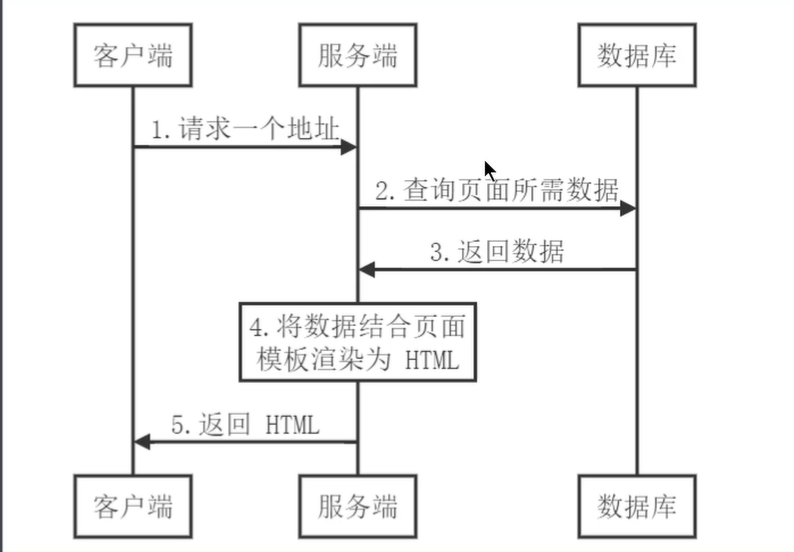 客户端 服务端 数据库
1.请求一个地址
2.查询页面所需数据
3.返回数据
4.将数据结合页面
模板渲染为 HTML
5.返回 HTML
客户端 服务端 数据库